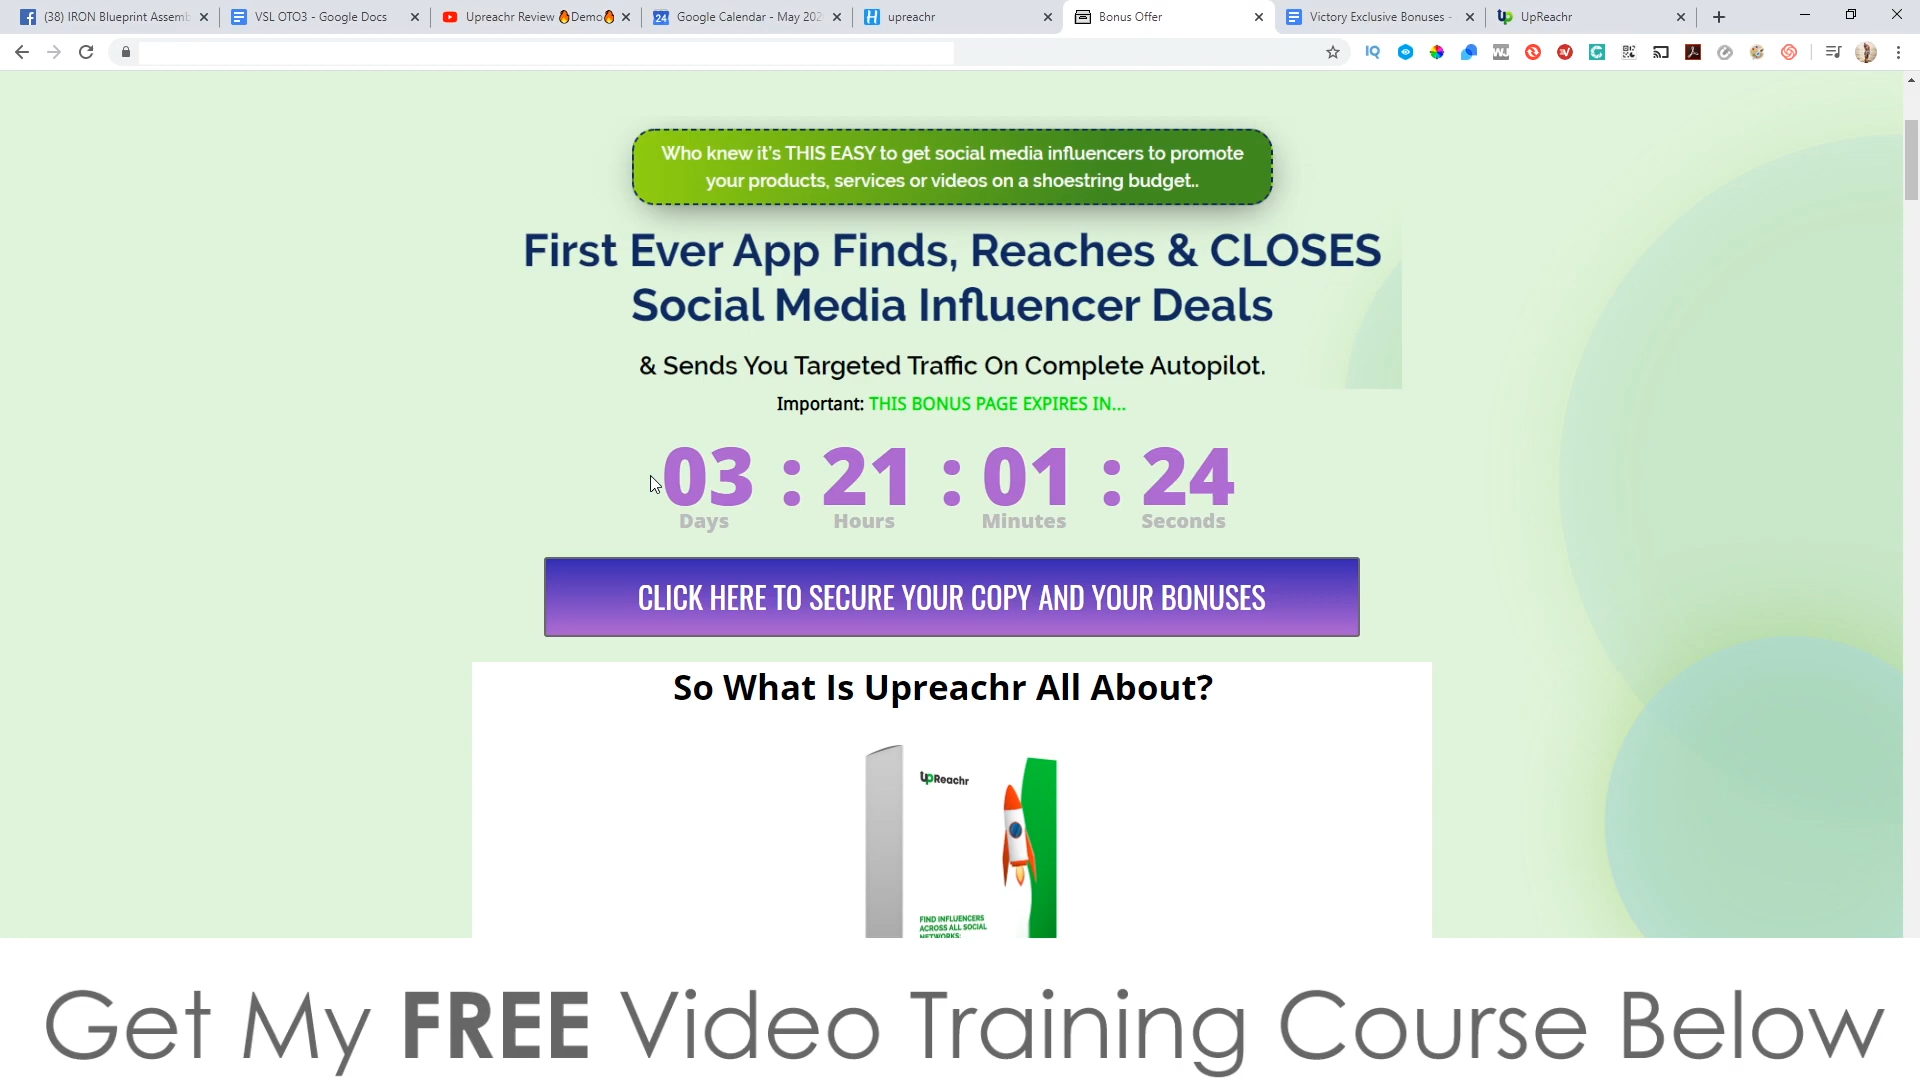 (38) IRON Blueprint Assemb
VSL OTO3 - Google Docs
Upreachr Review 🔥Demo🔥
Google Calendar - May 202
upreachr
Bonus Offer
Victory Exclusive Bonuses -
UpReachr
Who knew it's THIS EASY to get social media influencers to promote
your products, services or videos on a shoestring budget..
First Ever App Finds, Reaches & CLOSES
Social Media Influencer Deals
& Sends You Targeted Traffic On Complete Autopilot.
Important: THIS BONUS PAGE EXPIRES IN...
03 : 21 : 01 : 24
Days Hours Minutes Seconds
CLICK HERE TO SECURE YOUR COPY AND YOUR BONUSES
So What Is Upreachr All About?
UpReachr
FIND INFLUENCERS
ACROSS ALL SOCIAL
NETWORKS:
Get My FREE Video Training Course Below